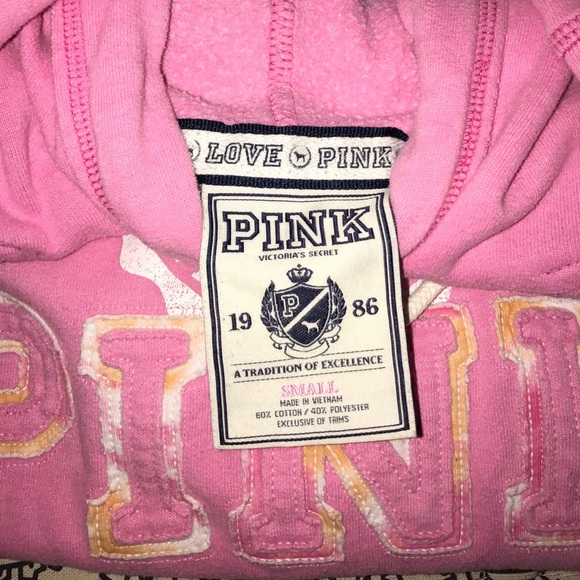 LOVE PINK
PINK
VICTORIA'S SECRET
P
19 86
A TRADITION OF EXCELLENCE
SMALL
MADE IN VIETNAM
60% COTTON / 40% POLYESTER
EXCLUSIVE OF TRIMS
PIN